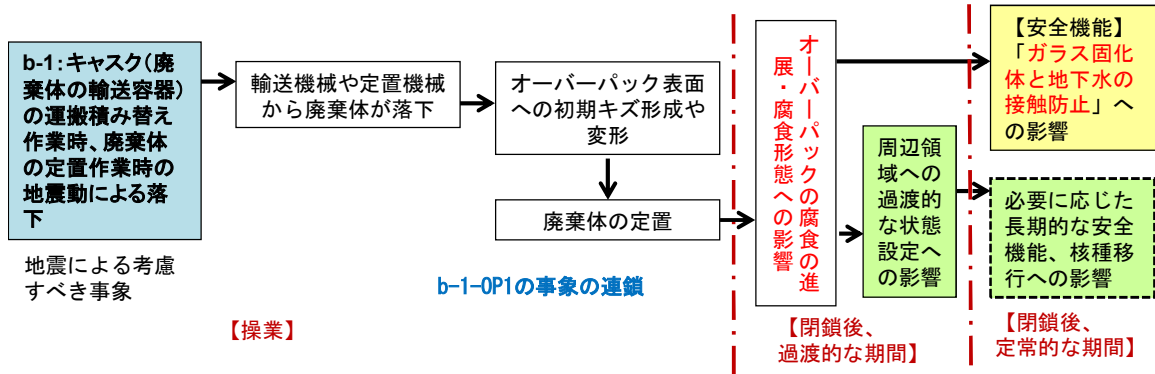 b-1:キャスク(廃
棄体の輸送容器)
の運搬積み替え
作業時、廃棄体
の定置作業時の
地震動による落
下
地震による考慮
すべき事象
輸送機械や定置機械
から廃棄体が落下
オーバーパック表面
への初期キズ形成や
変形
廃棄体の定置
b-1-OP1の事象の連鎖
【操業】
オーバーパックの腐食の進
展・腐食形態への影響
周辺領
域への
過渡的
な状態
設定へ
の影響
【閉鎖後、
過渡的な期間】
【安全機能】
「ガラス固化
体と地下水の
接触防止」へ
の影響
必要に応じた
長期的な安全
機能、核種移
行への影響
【閉鎖後、
定常的な期間】